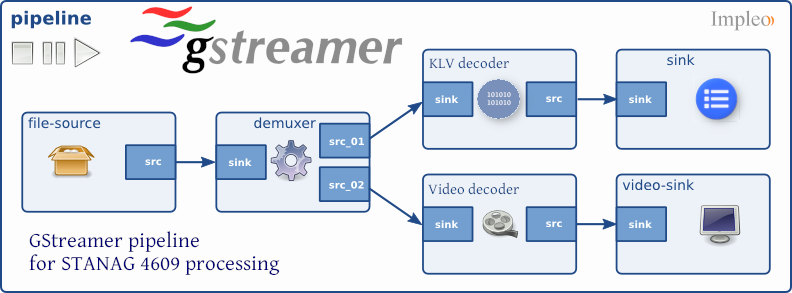 pipeline
gstreamer
Impleo
KLV decoder
sink
101010
101010
src
sink
sink
file-source
src
demuxer
sink
src_01
src_02
Video decoder
sink
src
video-sink
sink
GStreamer pipeline
for STANAG 4609 processing